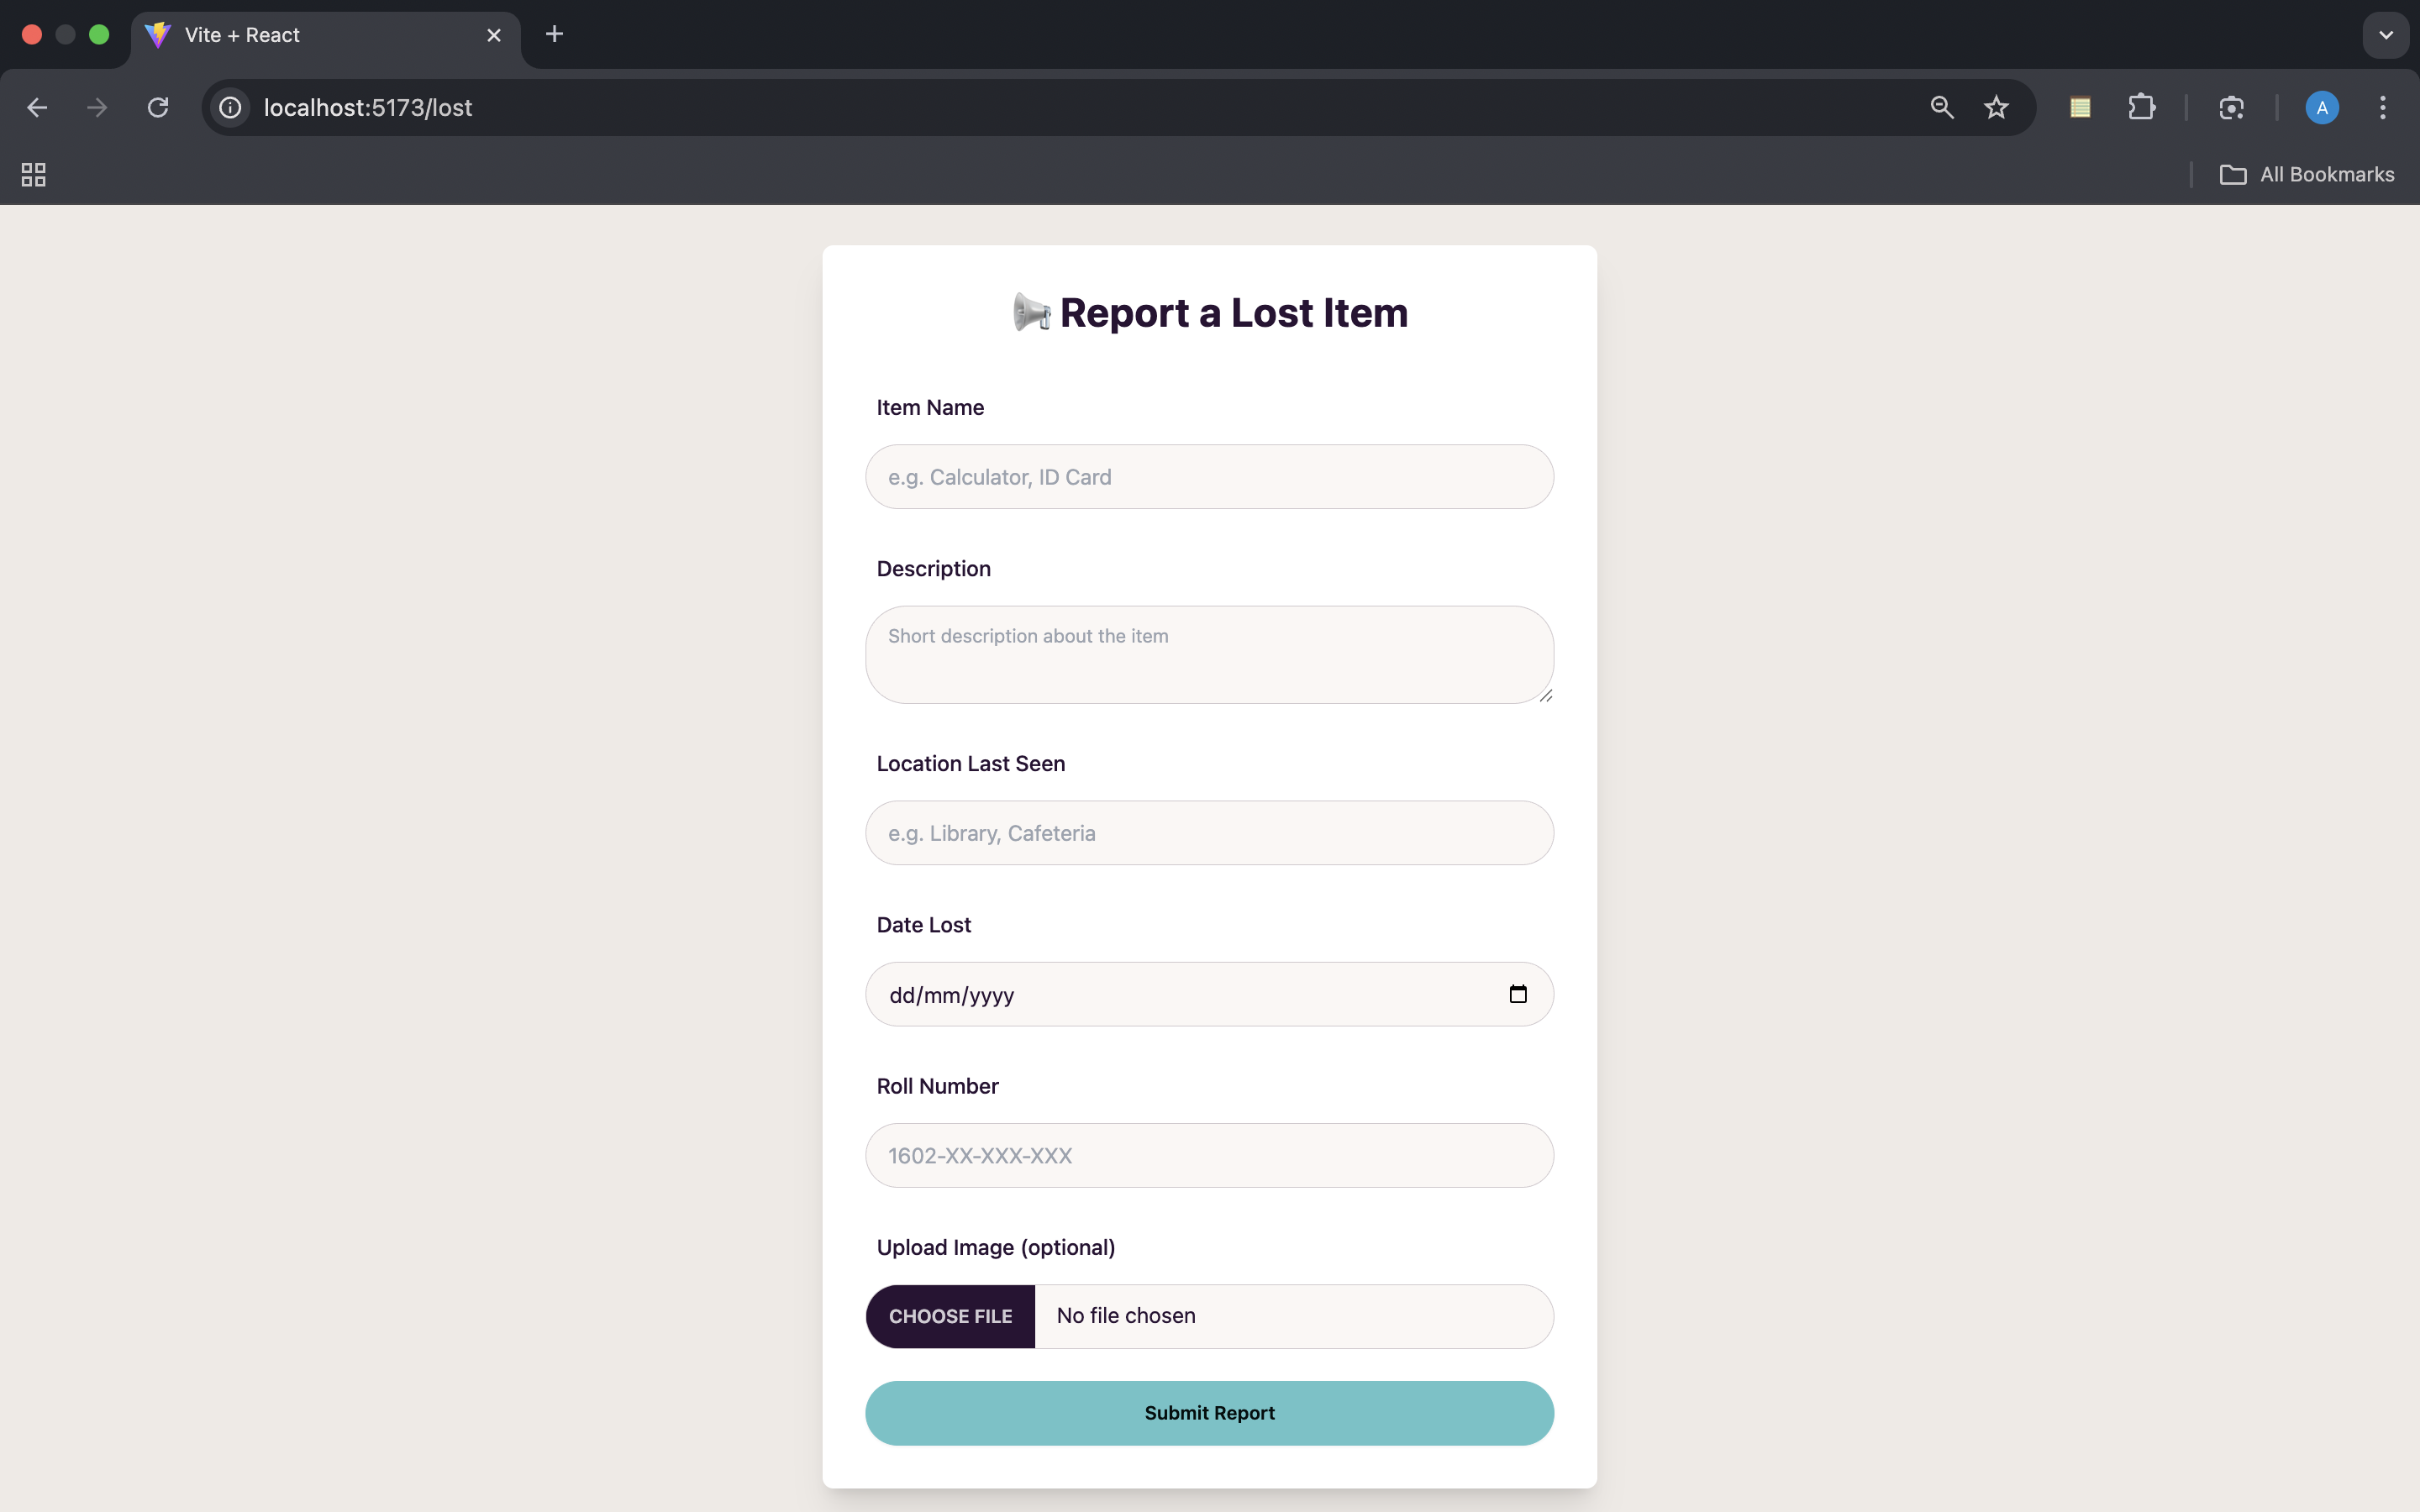 Vite + React
localhost:5173/lost
A
All Bookmarks
Report a Lost Item
Item Name
e.g. Calculator, ID Card
Description
Short description about the item
Location Last Seen
e.g. Library, Cafeteria
Date Lost
dd/mm/yyyy
Roll Number
1602-XX-XXX-XXX
Upload Image (optional)
CHOOSE FILE No file chosen
Submit Report